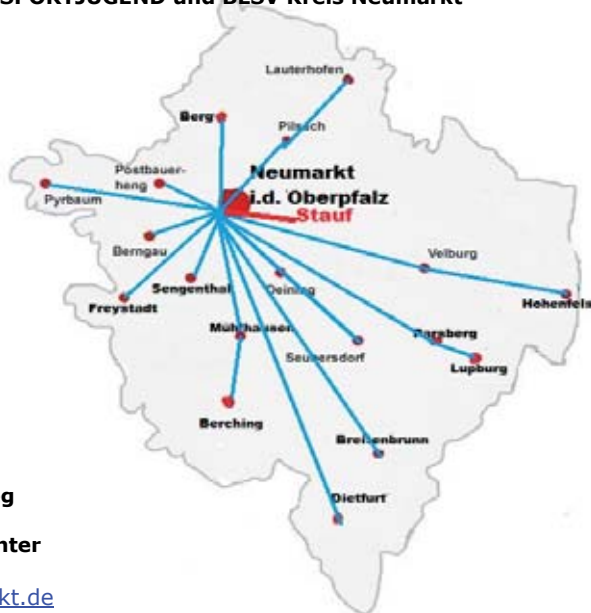 SPORTJUGEND und BLSV Kreis Neumarkt
Lauterhofen
Berg
Pilsach
Postbauer-
heng
Neumarkt
i.d. Oberpfalz
Pyrbaum
Stauf
Berngau
Velburg
Sengenthal
Deining
Freystadt
Hohenfels
Mühlhausen
Parsberg
Seubersdorf
Lupburg
Berching
Breitenbrunn
Dietfurt
g
nter
kt.de